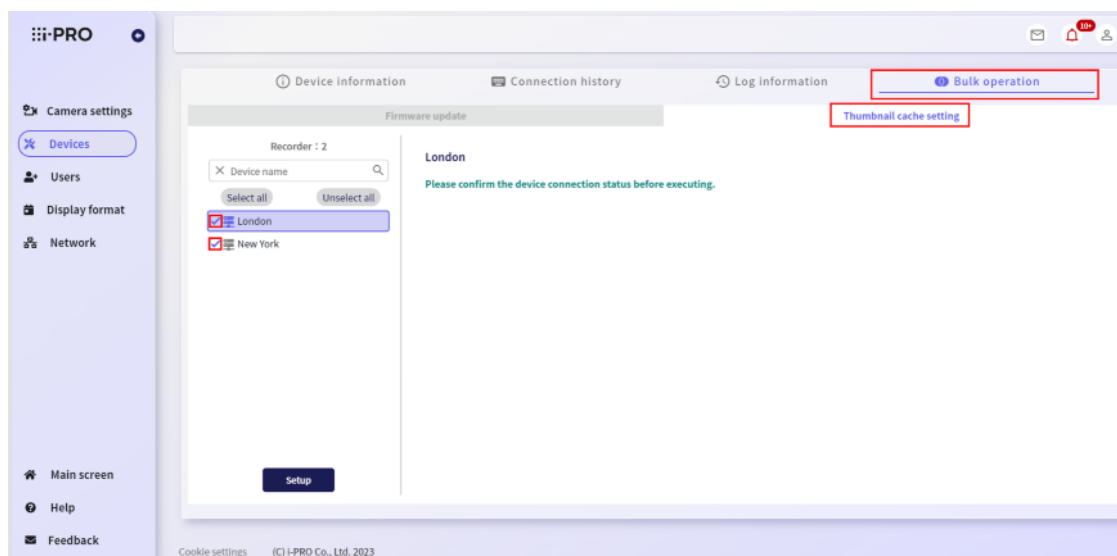 i-PRO
10+
Device information
Connection history
Log information
Bulk operation
Camera settings
Devices
Users
Display format
Network
Firmware update
Thumbnail cache setting
Recorder : 2
Device name
Select all
Unselect all
London
New York
Setup
London
Please confirm the device connection status before executing.
Main screen
Help
Feedback
Cookie settings
(C) i-PRO Co., Ltd. 2023